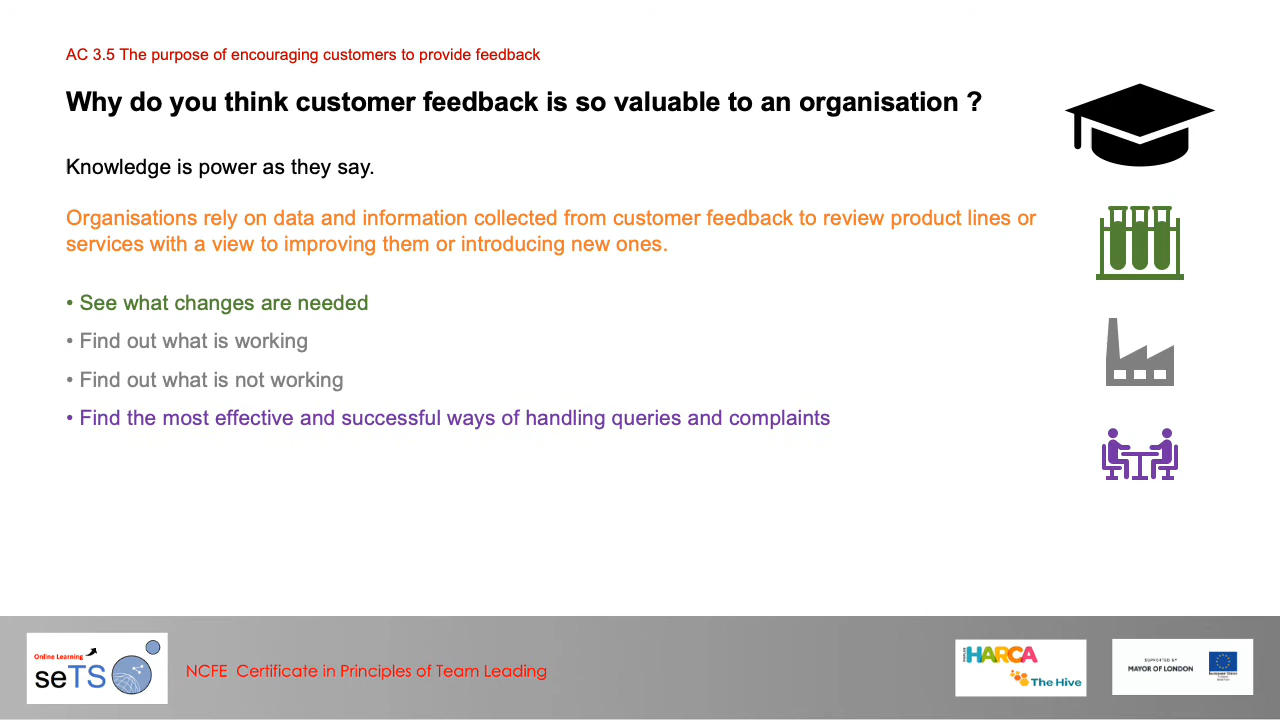 AC 3.5 The purpose of encouraging customers to provide feedback
Why do you think customer feedback is so valuable to an organisation ?
Knowledge is power as they say.
Organisations rely on data and information collected from customer feedback to review product lines or
services with a view to improving them or introducing new ones.
• See what changes are needed
• Find out what is working
• Find out what is not working
• Find the most effective and successful ways of handling queries and complaints
Online Learning
seTS
NCFE Certificate in Principles of Team Leading
HARCA
The Hive
SUPPORTED BY
MAYOR OF LONDON